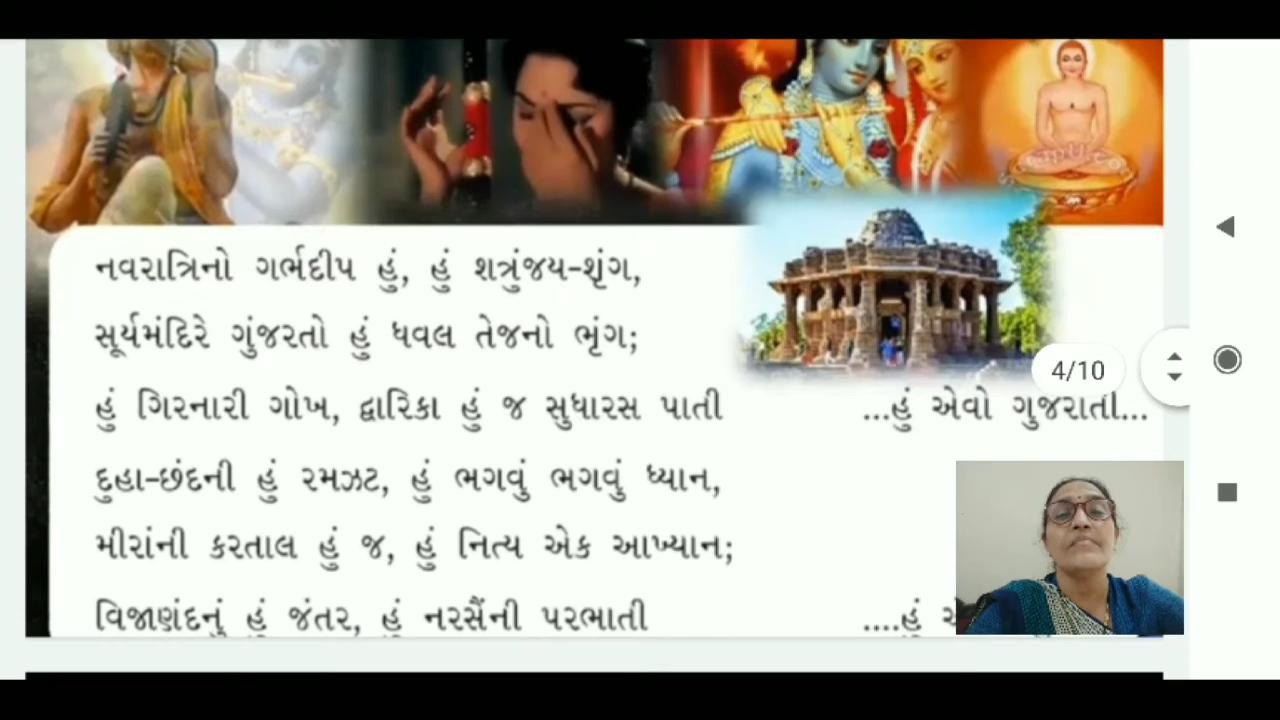 નવરાત્રિનો ગર્ભદીપ હું, હું શત્રુંજય-શૃંગ,
સૂર્યમંદિરે ગુંજરતો હું ધવલ તેજનો ભૃંગ;
4/10
હું ગિરનારી ગોખ, દ્વારિકા હું જ સુધારસ પાતી ...હું એવો ગુજરાતી...
દુહા-છંદની હું રમઝટ, હું ભગવું ભગવું ધ્યાન,
મીરાંની કરતાલ હું જ, હું નિત્ય એક આખ્યાન;
વિજાણંદનું હું જંતર, હું નરસૈંની પરભાતી ....હું